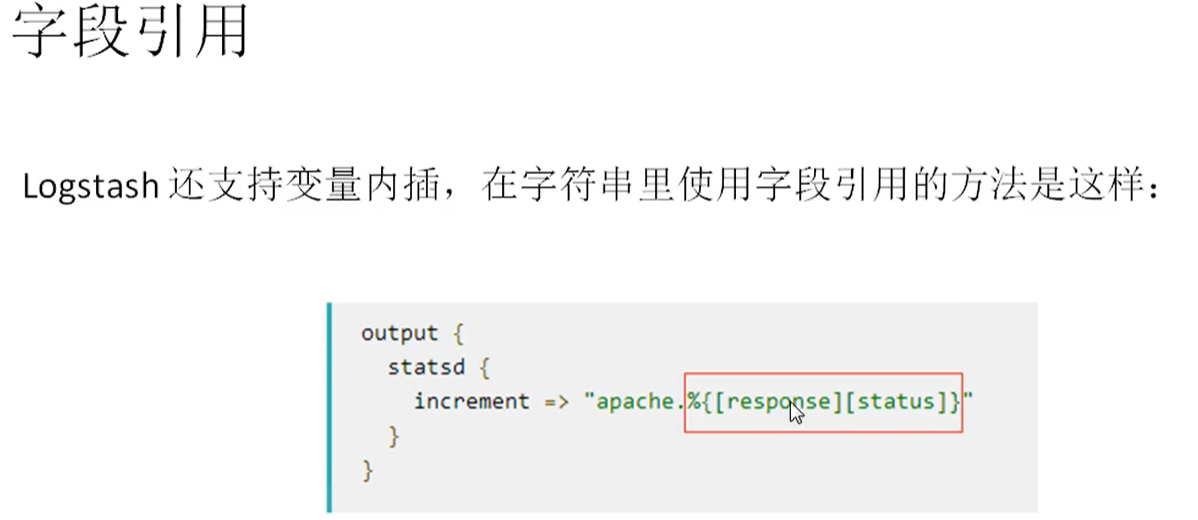 字段引用
Logstash 还支持变量内插，在字符串里使用字段引用的方法是这样：
output {
  statsd {
    increment => "apache.%{[response][status]}"
  }
}